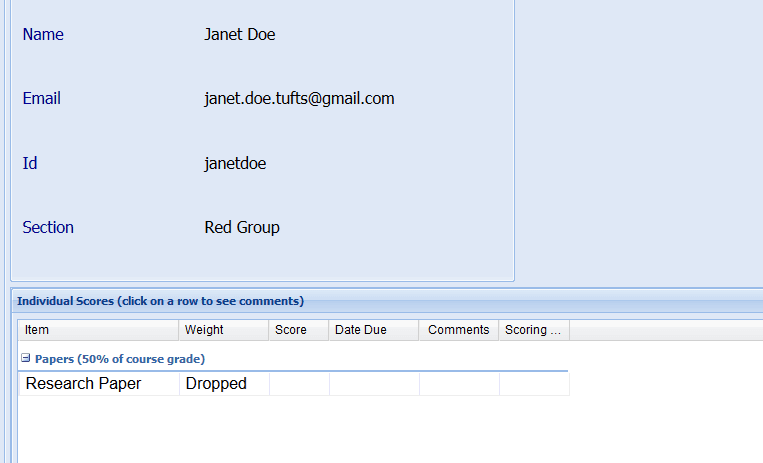 Name Janet Doe
Email janet.doe.tufts@gmail.com
Id janetdoe
Section Red Group
Individual Scores (click on a row to see comments)
Item Weight Score Date Due Comments Scoring ...
Papers (50% of course grade)
Research Paper Dropped